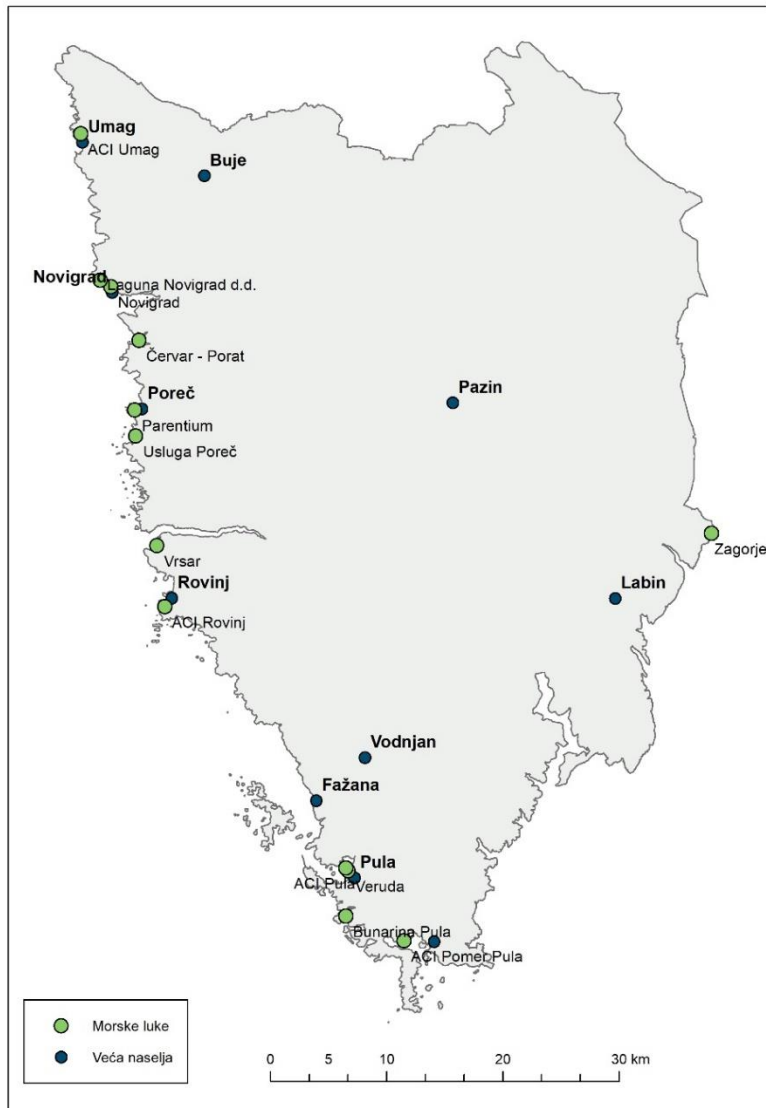 Umag
ACI Umag
Buje
Novigrad
Laguna Novigrad d.d.
Novigrad
Červar - Porat
Poreč
Pazin
Parentium
Usluga Poreč
Zagorje
Vrsar
Rovinj
Labin
ACI Rovinj
Vodnjan
Fažana
Pula
ACI Pula
Veruda
Bunarina Pula
ACI Pomer Pula
Morske luke
Veća naselja
0 5 10 20 30 km